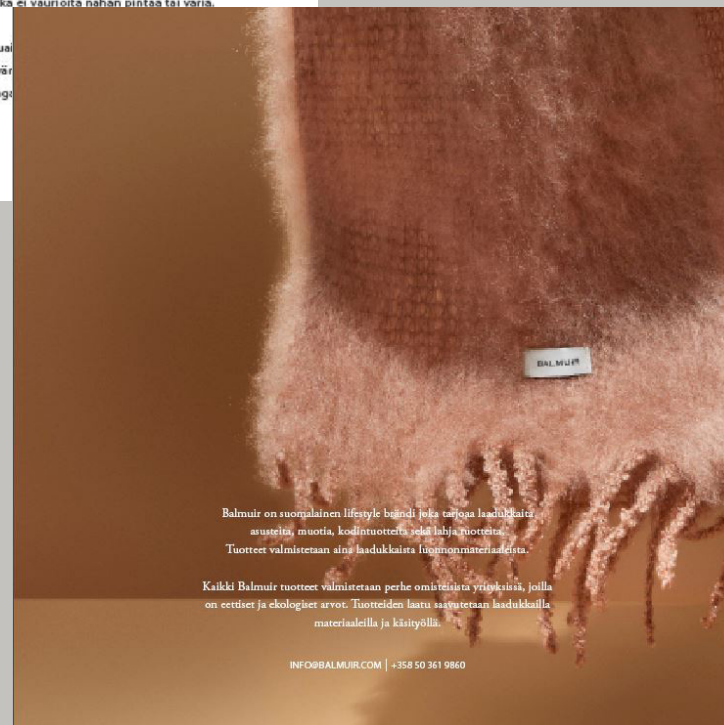 ka ei vaurioita nahan pintaa tai väriä.
BALMUIR
Balmuir on suomalainen lifestyle brändi joka tarjoaa laadukkaita
asusteita, muotia, kodintuotteita sekä lahja tuotteita.
Tuotteet valmistetaan aina laadukkaista luonnonmateriaaleista.
Kaikki Balmuir tuotteet valmistetaan perhe omisteisista yrityksissä, joilla
on eettiset ja ekologiset arvot. Tuotteiden laatu saavutetaan laadukkailla
materiaaleilla ja käsityöllä.
INFO@BALMUIR.COM | +358 50 361 9860